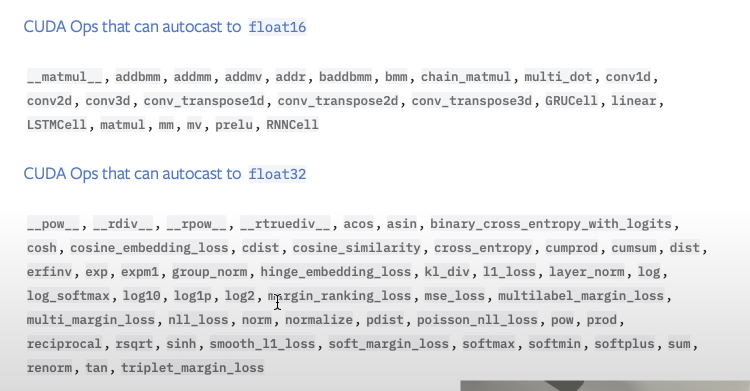 CUDA Ops that can autocast to float16
__matmul__, addbmm, addmm, addmv, addr, baddbmm, bmm, chain_matmul, multi_dot, conv1d,
conv2d, conv3d, conv_transpose1d, conv_transpose2d, conv_transpose3d, GRUCell, linear,
LSTMCell, matmul, mm, mv, prelu, RNNCell
CUDA Ops that can autocast to float32
__pow__, __rdiv__, __rpow__, __rtruediv__, acos, asin, binary_cross_entropy_with_logits,
cosh, cosine_embedding_loss, cdist, cosine_similarity, cross_entropy, cumprod, cumsum, dist,
erfinv, exp, expm1, group_norm, hinge_embedding_loss, kl_div, l1_loss, layer_norm, log,
log_softmax, log10, log1p, log2, margin_ranking_loss, mse_loss, multilabel_margin_loss,
multi_margin_loss, nll_loss, norm, normalize, pdist, poisson_nll_loss, pow, prod,
reciprocal, rsqrt, sinh, smooth_l1_loss, soft_margin_loss, softmax, softmin, softplus, sum,
renorm, tan, triplet_margin_loss